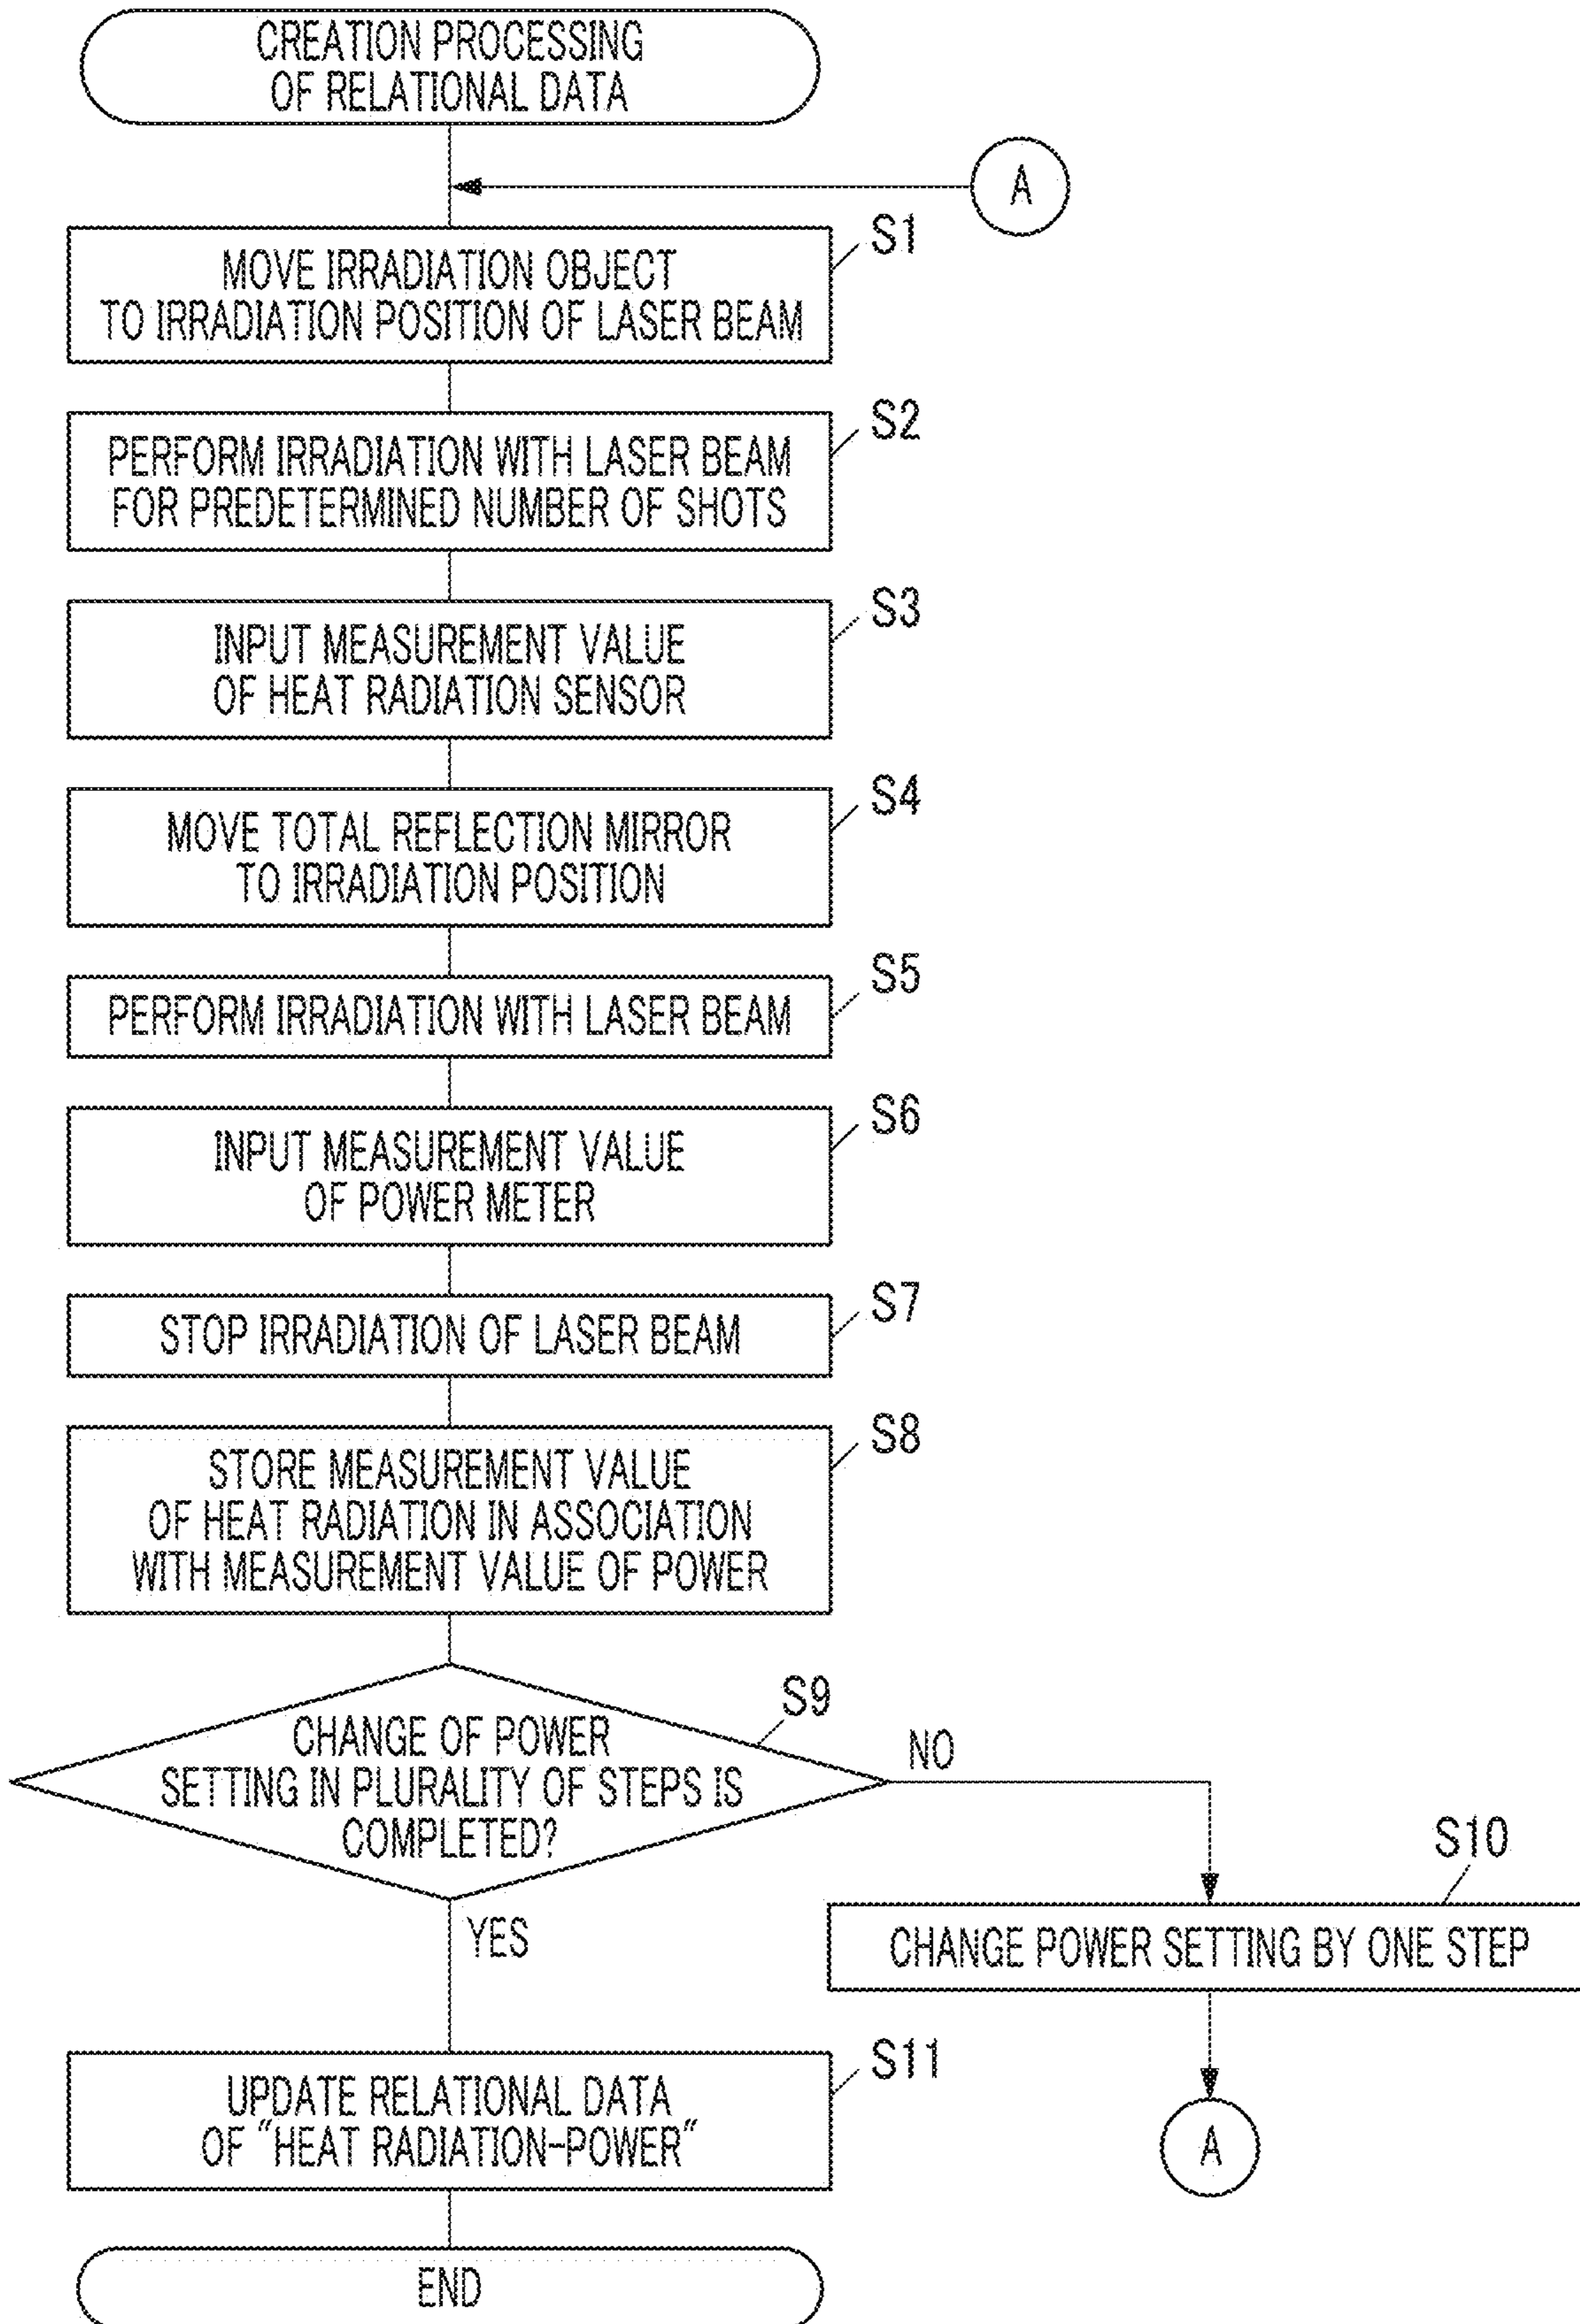 CREATION PROCESSING
OF RELATIONAL DATA
A
S1
MOVE IRRADIATION OBJECT
TO IRRADIATION POSITION OF LASER BEAM
S2
PERFORM IRRADIATION WITH LASER BEAM
FOR PREDETERMINED NUMBER OF SHOTS
S3
INPUT MEASUREMENT VALUE
OF HEAT RADIATION SENSOR
S4
MOVE TOTAL REFLECTION MIRROR
TO IRRADIATION POSITION
S5
PERFORM IRRADIATION WITH LASER BEAM
S6
INPUT MEASUREMENT VALUE
OF POWER METER
S7
STOP IRRADIATION OF LASER BEAM
S8
STORE MEASUREMENT VALUE
OF HEAT RADIATION IN ASSOCIATION
WITH MEASUREMENT VALUE OF POWER
S9
CHANGE OF POWER
SETTING IN PLURALITY OF STEPS IS
COMPLETED?
NO
S10
CHANGE POWER SETTING BY ONE STEP
A
YES
S11
UPDATE RELATIONAL DATA
OF "HEAT RADIATION-POWER"
END